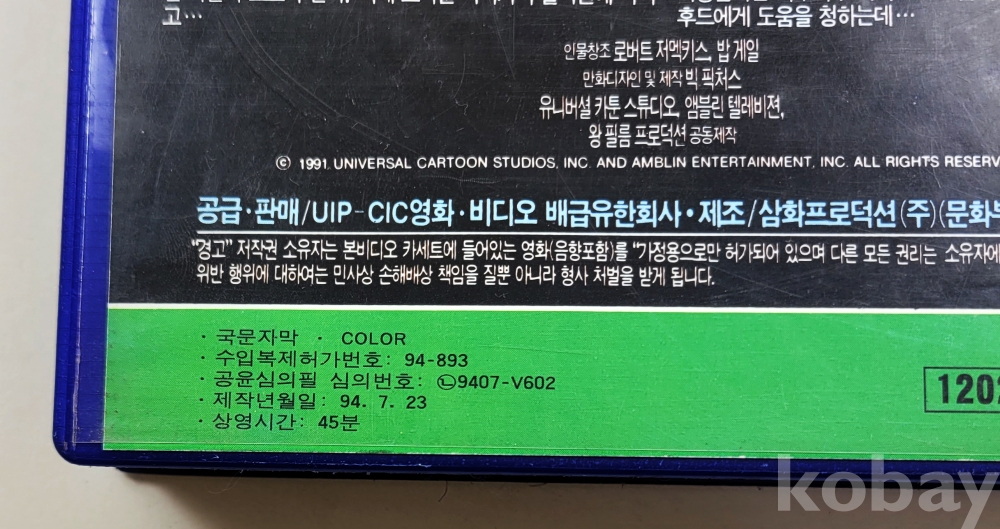 고…
후드에게 도움을 청하는데…
인물창조 로버트 저메키스, 밥 게일
만화디자인 및 제작 빅 픽처스
유니버셜 카툰 스튜디오, 앰블린 텔레비젼,
왕 필름 프로덕션 공동제작
© 1991. UNIVERSAL CARTOON STUDIOS, INC. AND AMBLIN ENTERTAINMENT, INC. ALL RIGHTS RESERV
공급·판매/UIP-CIC영화·비디오 배급유한회사·제조/삼화프로덕션(주)(문화부
"경고" 저작권 소유자는 본비디오 카세트에 들어있는 영화(음향포함)를 "가정용으로만 허가되어 있으며 다른 모든 권리는 소유자에
위반 행위에 대하여는 민사상 손해배상 책임을 질뿐 아니라 형사 처벌을 받게 됩니다.
· 국문자막 · COLOR
· 수입복제허가번호: 94-893
· 공윤심의필 심의번호: ㉡9407-V602
· 제작년월일: 94. 7. 23
· 상영시간: 45분
1202
kobay